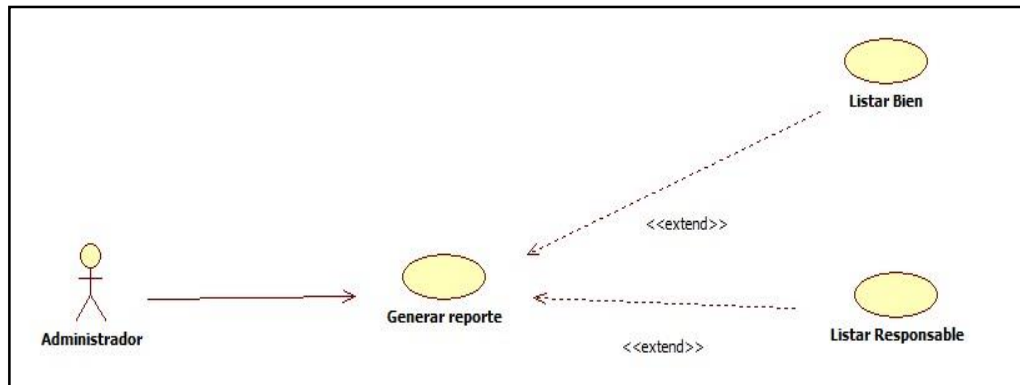 Listar Bien
<<extend>>
Generar reporte
Administrador
Listar Responsable
<<extend>>